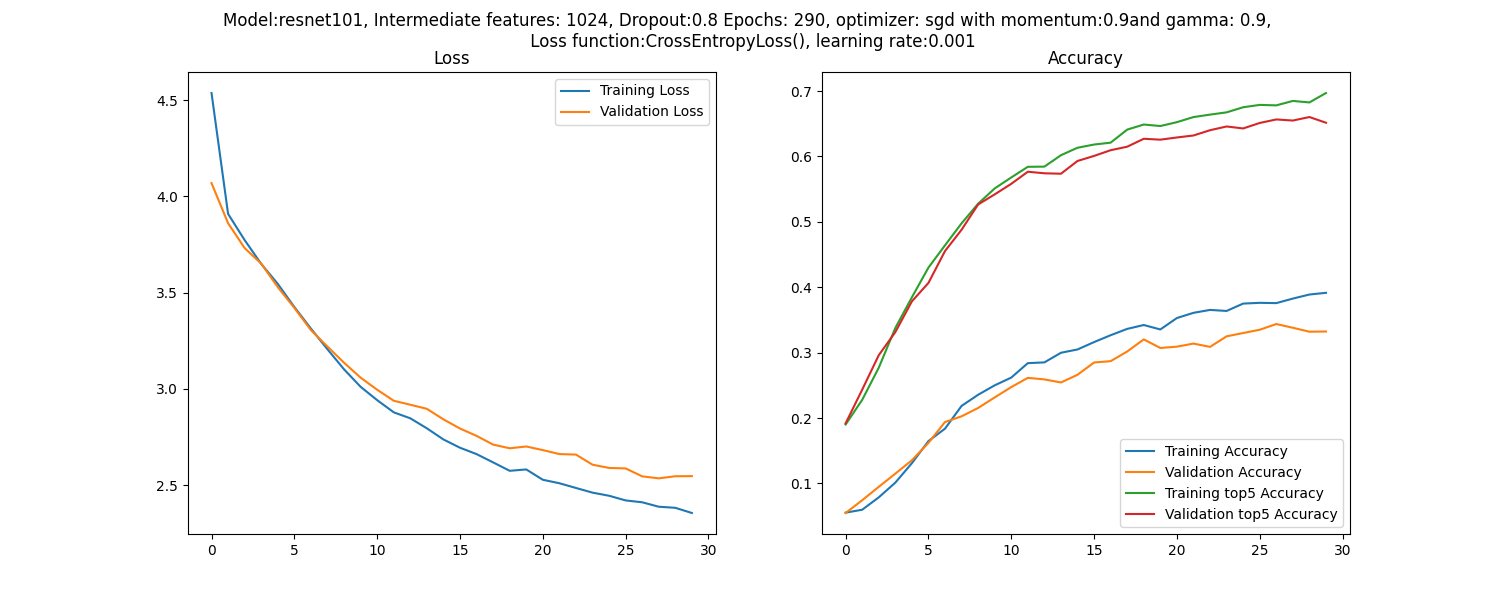 Model:resnet101, Intermediate features: 1024, Dropout:0.8 Epochs: 290, optimizer: sgd with momentum:0.9and gamma: 0.9,
Loss function:CrossEntropyLoss(), learning rate:0.001
Loss
4.5
4.0
3.5
3.0
2.5
0
5
10
15
20
25
30
Training Loss
Validation Loss
Accuracy
0.7
0.6
0.5
0.4
0.3
0.2
0.1
0
5
10
15
20
25
30
Training Accuracy
Validation Accuracy
Training top5 Accuracy
Validation top5 Accuracy